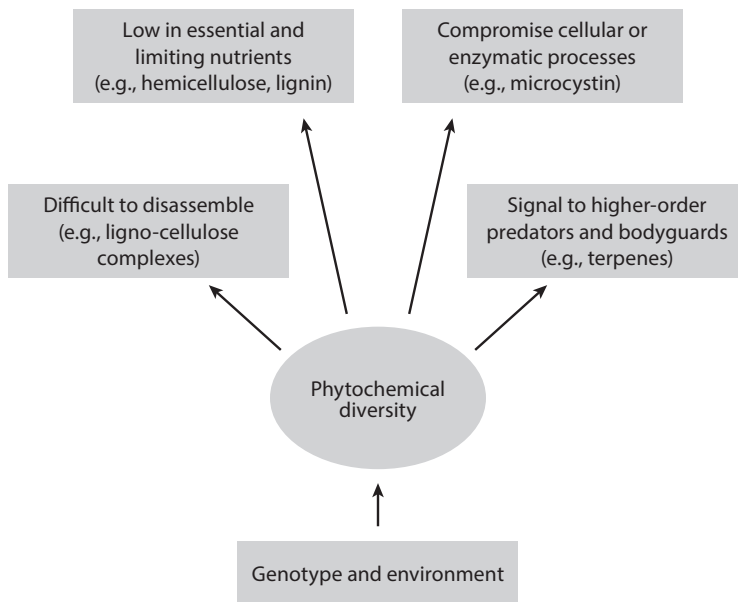 Low in essential and
limiting nutrients
(e.g., hemicellulose, lignin)
Compromise cellular or
enzymatic processes
(e.g., microcystin)
Difficult to disassemble
(e.g., ligno-cellulose
complexes)
Signal to higher-order
predators and bodyguards
(e.g., terpenes)
Phytochemical
diversity
Genotype and environment